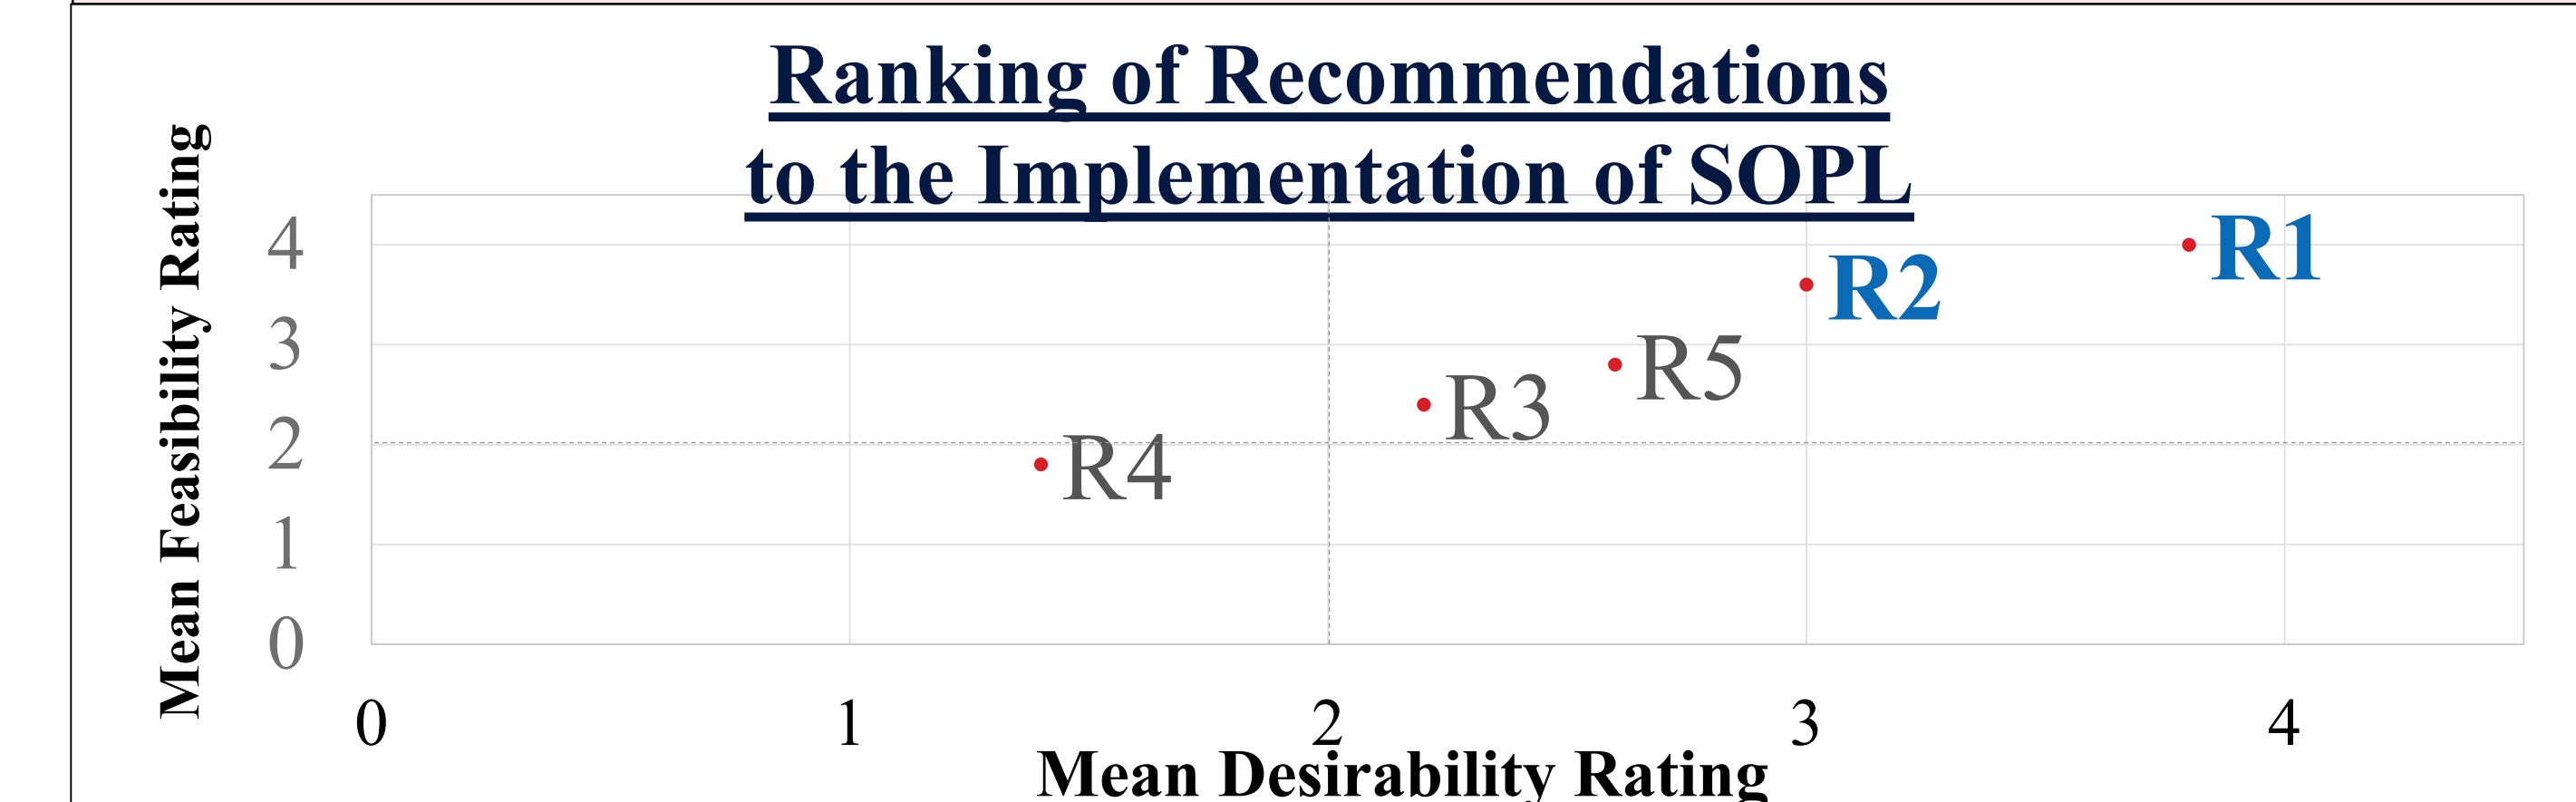 Ranking of Recommendations
to the Implementation of SOPL
Mean Feasibility Rating
4
3
2
1
0
R1
R2
R5
R3
R4
0 1 2 3 4
Mean Desirability Rating